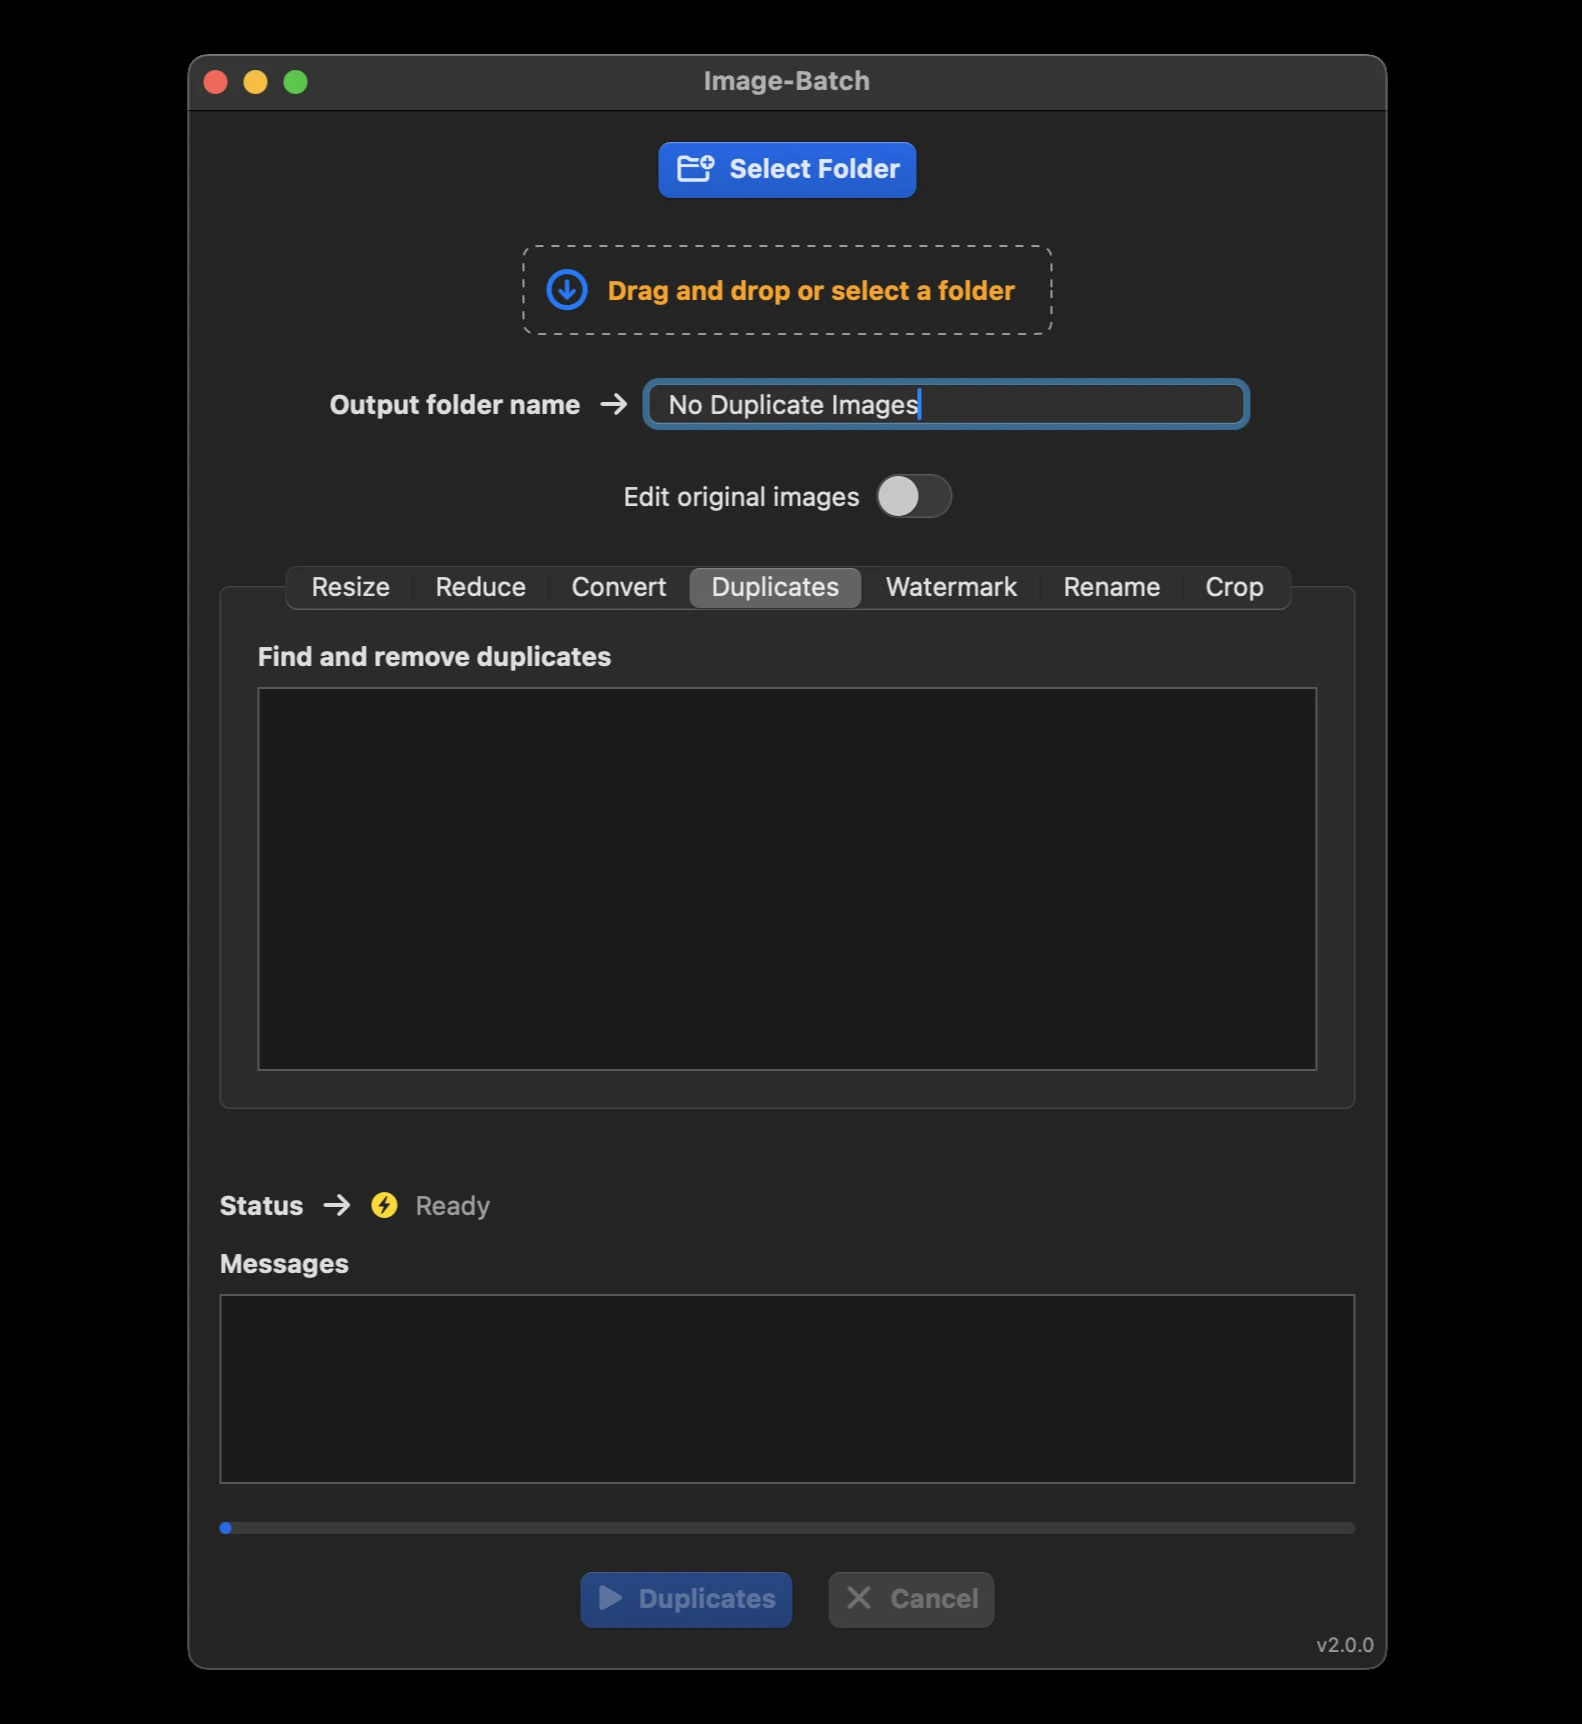 Image-Batch
Select Folder
Drag and drop or select a folder
Output folder name → No Duplicate Images
Edit original images
Resize Reduce Convert Duplicates Watermark Rename Crop
Find and remove duplicates
Status → Ready
Messages
Duplicates Cancel
v2.0.0